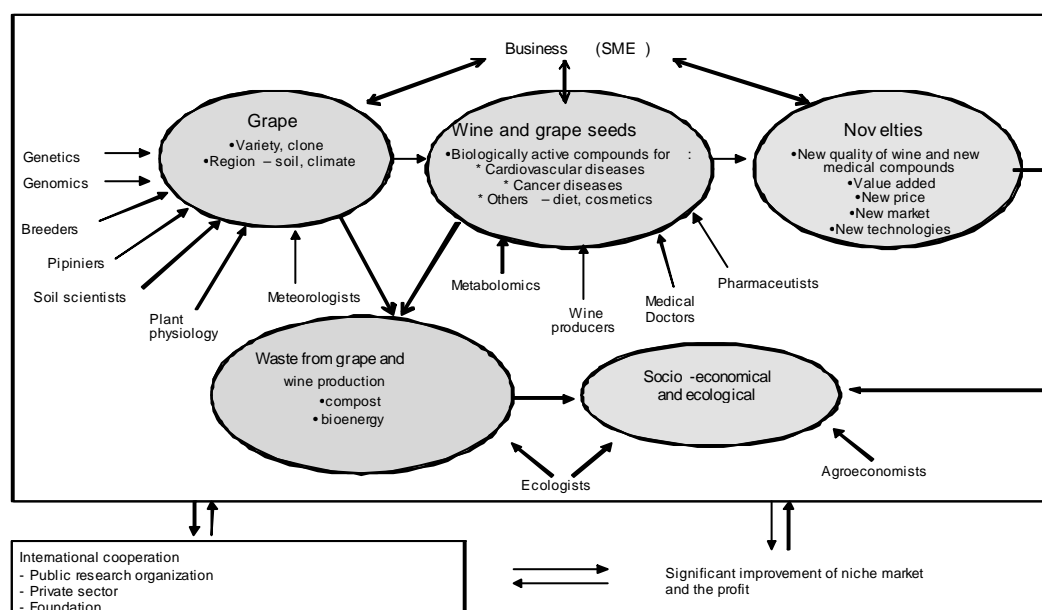 Business (SME )
Grape
•Variety, clone
•Region – soil, climate
Wine and grape seeds
•Biologically active compounds for :
* Cardiovascular diseases
* Cancer diseases
* Others – diet, cosmetics
Novelties
•New quality of wine and new
medical compounds
•Value added
•New price
•New market
•New technologies
Genetics
Genomics
Breeders
Pipiniers
Soil scientists
Plant
physiology
Meteorologists
Metabolomics
Wine
producers
Medical
Doctors
Pharmaceutists
Waste from grape and
wine production
•compost
• bioenergy
Socio -economical
and ecological
Ecologists
Agroeconomists
International cooperation
- Public research organization
- Private sector
- Foundation
Significant improvement of niche market
and the profit